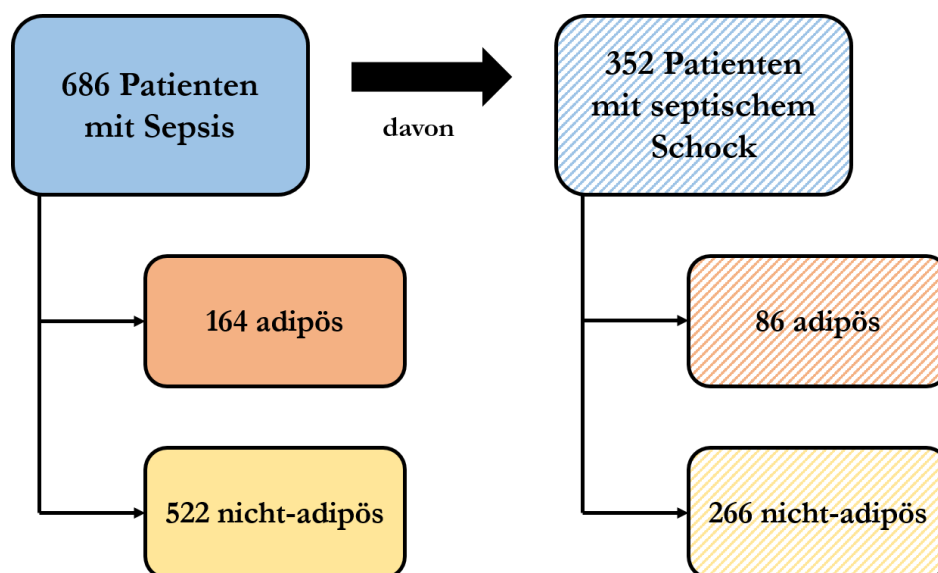 686 Patienten
mit Sepsis
davon
352 Patienten
mit septischem
Schock
164 adipös
86 adipös
522 nicht-adipös
266 nicht-adipös